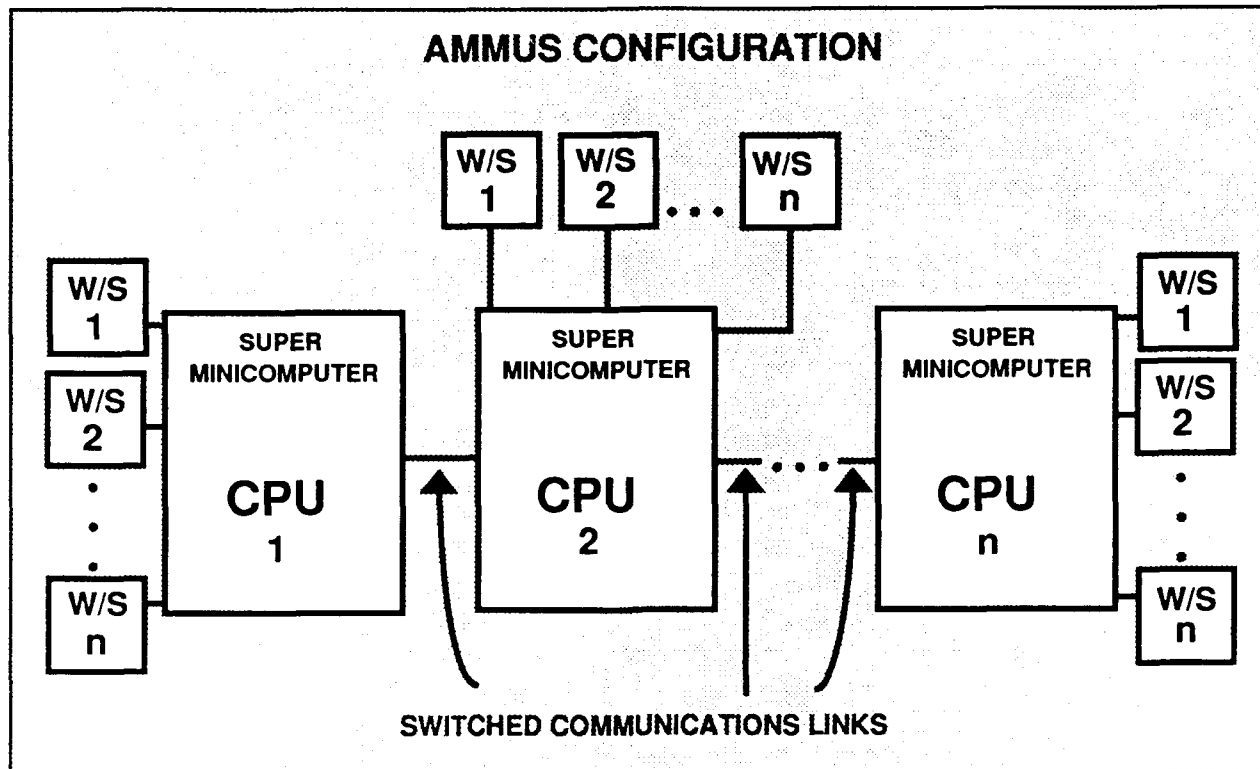 AMMUS CONFIGURATION
W/S
1
W/S
2
W/S
n
W/S
1
W/S
2
W/S
n
SUPER
MINICOMPUTER
CPU
1
SUPER
MINICOMPUTER
CPU
2
SUPER
MINICOMPUTER
CPU
n
W/S
1
W/S
2
W/S
n
SWITCHED COMMUNICATIONS LINKS